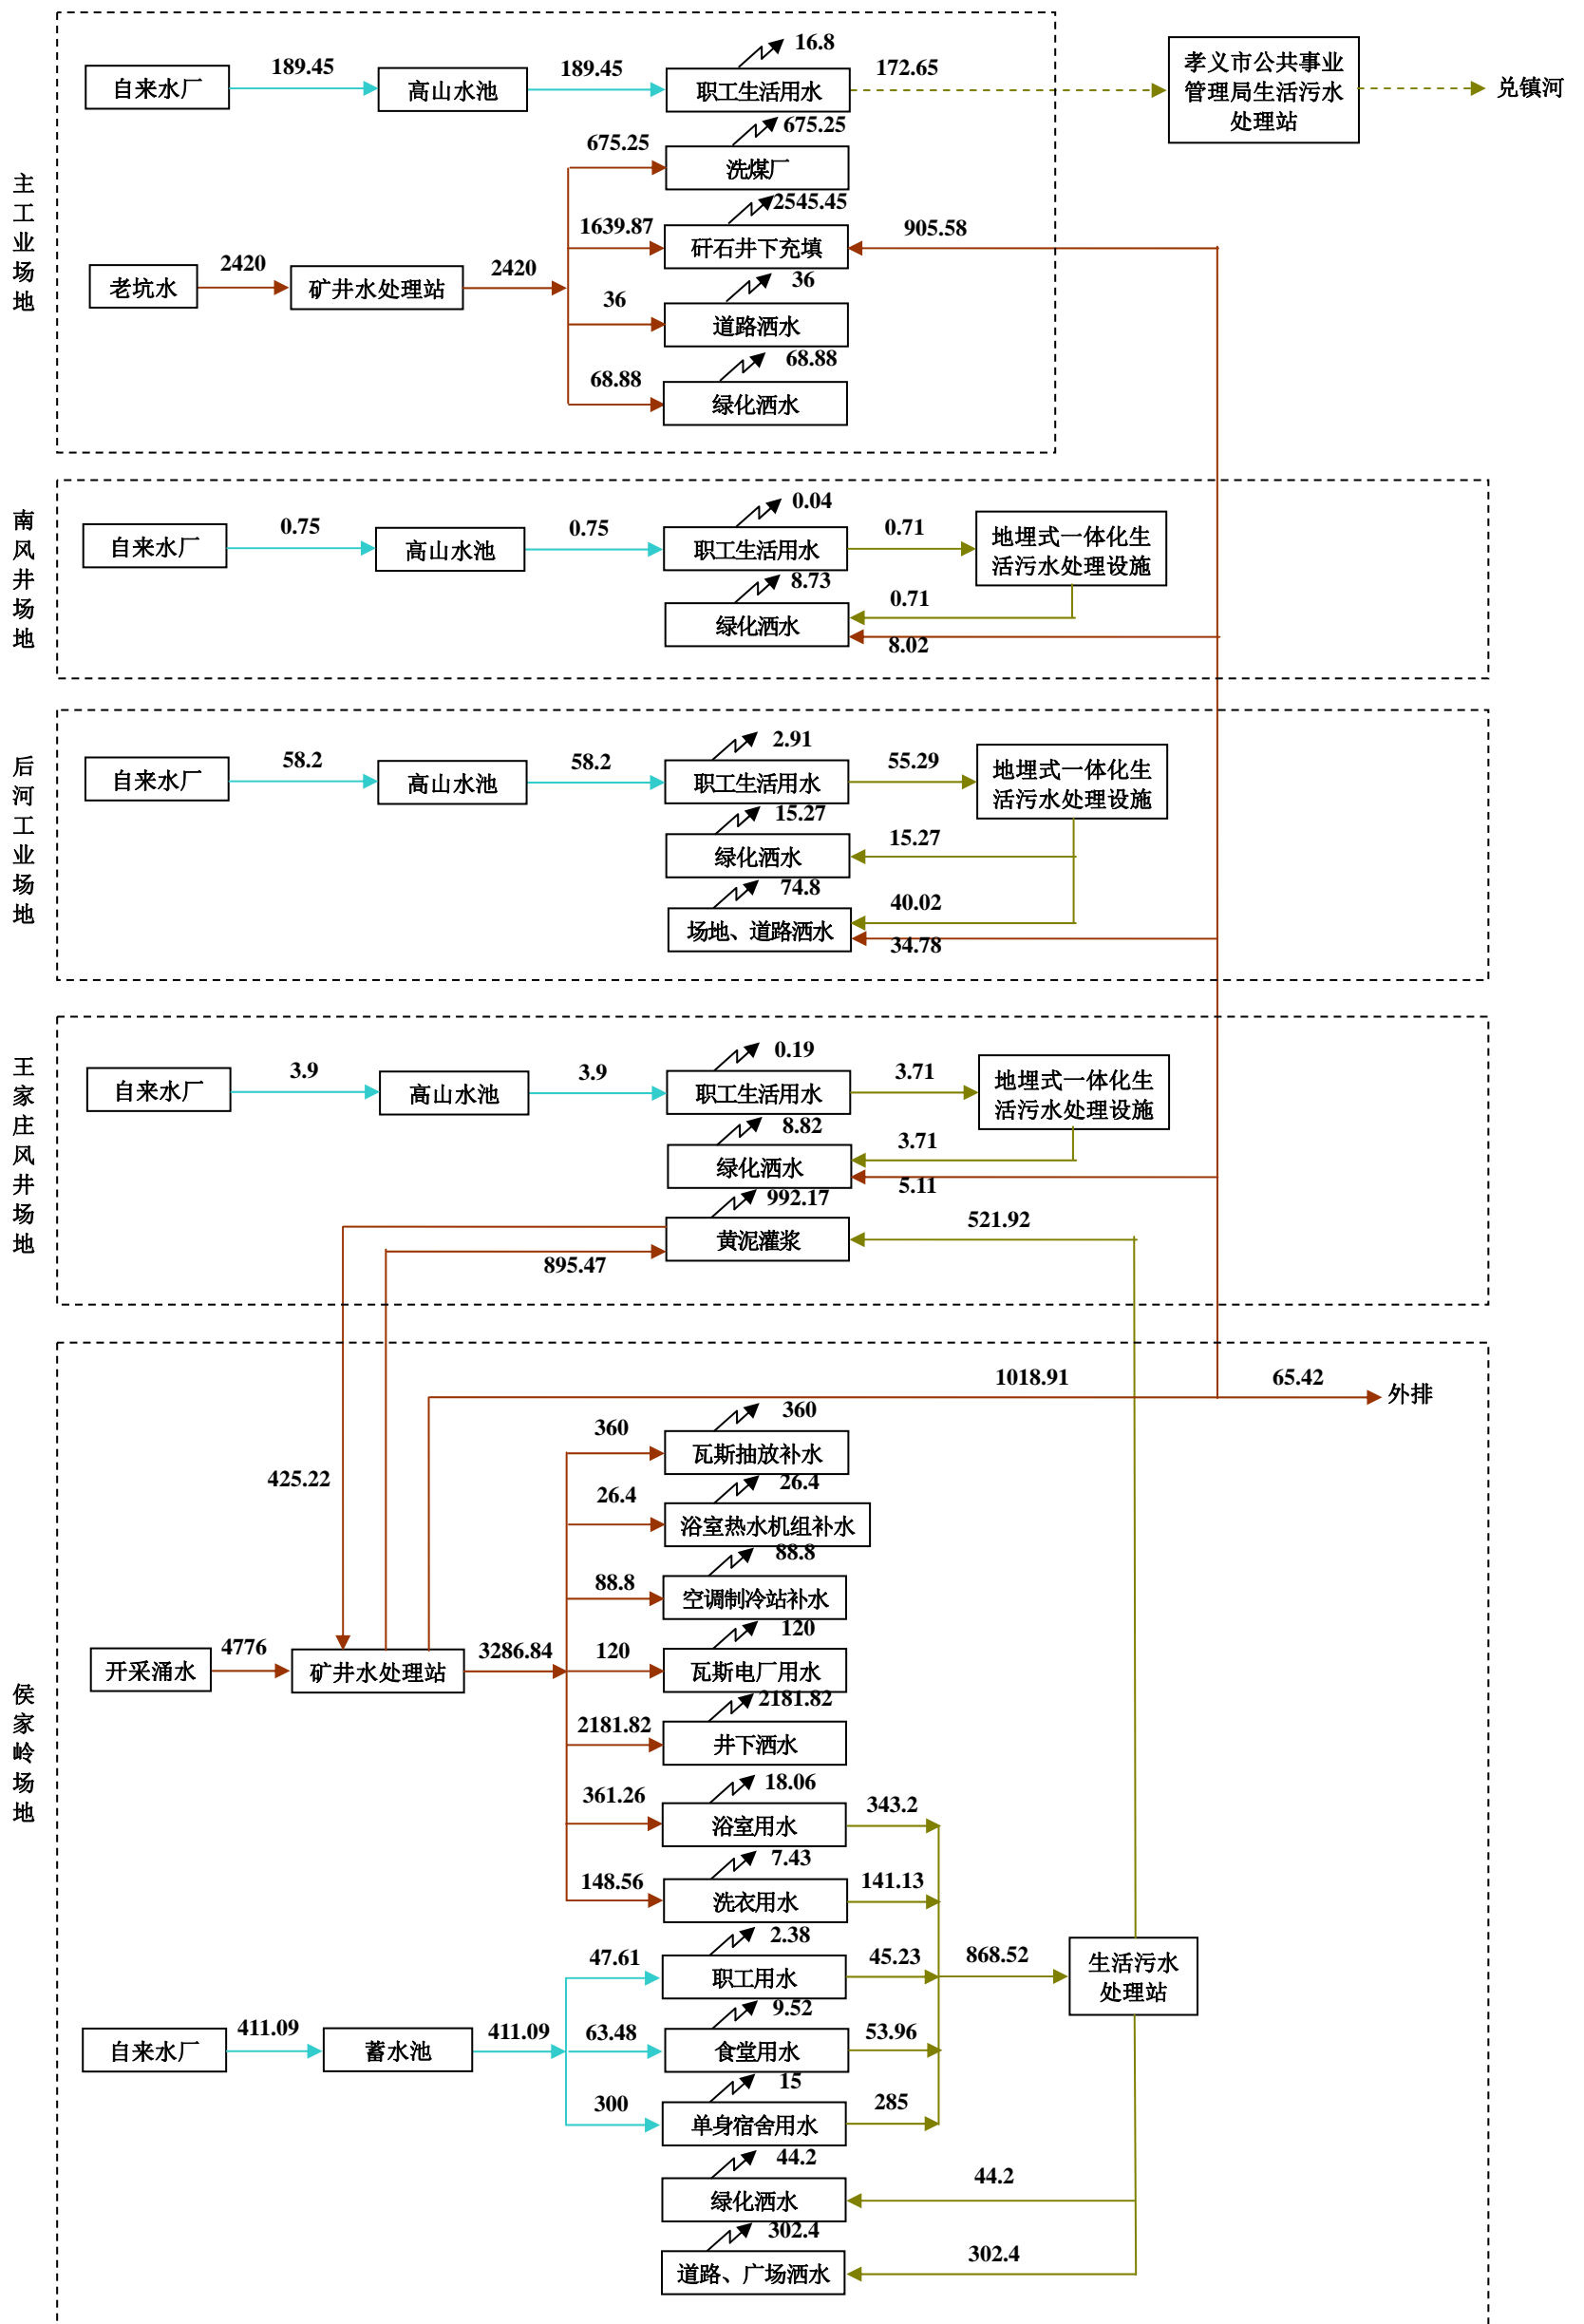 主工业场地
自来水厂
189.45
高山水池
189.45
职工生活用水
16.8
172.65
孝义市公共事业
管理局生活污水
处理站
兑镇河
675.25
洗煤厂
675.25
1639.87
矸石井下充填
2545.45
905.58
老坑水
2420
矿井水处理站
2420
36
道路洒水
36
68.88
绿化洒水
68.88
南风井场地
自来水厂
0.75
高山水池
0.75
职工生活用水
0.04
0.71
地埋式一体化生
活污水处理设施
8.73
绿化洒水
0.71
8.02
后河工业场地
自来水厂
58.2
高山水池
58.2
职工生活用水
2.91
55.29
地埋式一体化生
活污水处理设施
15.27
绿化洒水
15.27
74.8
场地、道路洒水
40.02
34.78
王家庄风井场地
自来水厂
3.9
高山水池
3.9
职工生活用水
0.19
3.71
地埋式一体化生
活污水处理设施
8.82
绿化洒水
3.71
5.11
992.17
黄泥灌浆
521.92
895.47
侯家岭场地
1018.91
65.42
外排
425.22
360
瓦斯抽放补水
360
26.4
浴室热水机组补水
26.4
88.8
空调制冷站补水
88.8
开采涌水
4776
矿井水处理站
3286.84
120
瓦斯电厂用水
120
2181.82
井下洒水
2181.82
361.26
浴室用水
18.06
343.2
148.56
洗衣用水
7.43
141.13
47.61
职工用水
2.38
45.23
868.52
生活污水
处理站
自来水厂
411.09
蓄水池
411.09
63.48
食堂用水
9.52
53.96
300
单身宿舍用水
15
285
44.2
绿化洒水
44.2
302.4
道路、广场洒水
302.4